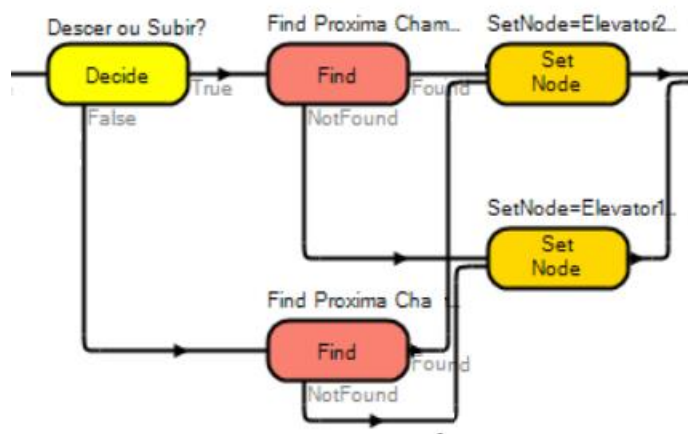 Descer ou Subir?
Find Proxima Cham...
SetNode=Elevator2...
Decide
True
Find
Found
Set
Node
False
NotFound
SetNode=Elevator1...
Set
Node
Find Proxima Cha
Find
Found
NotFound